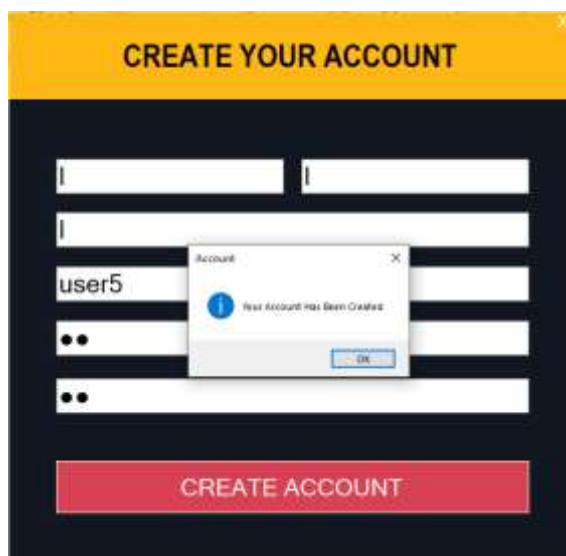 X
CREATE YOUR ACCOUNT
l
l
l
Account
user5
Your Account Has Been Created
OK
CREATE ACCOUNT